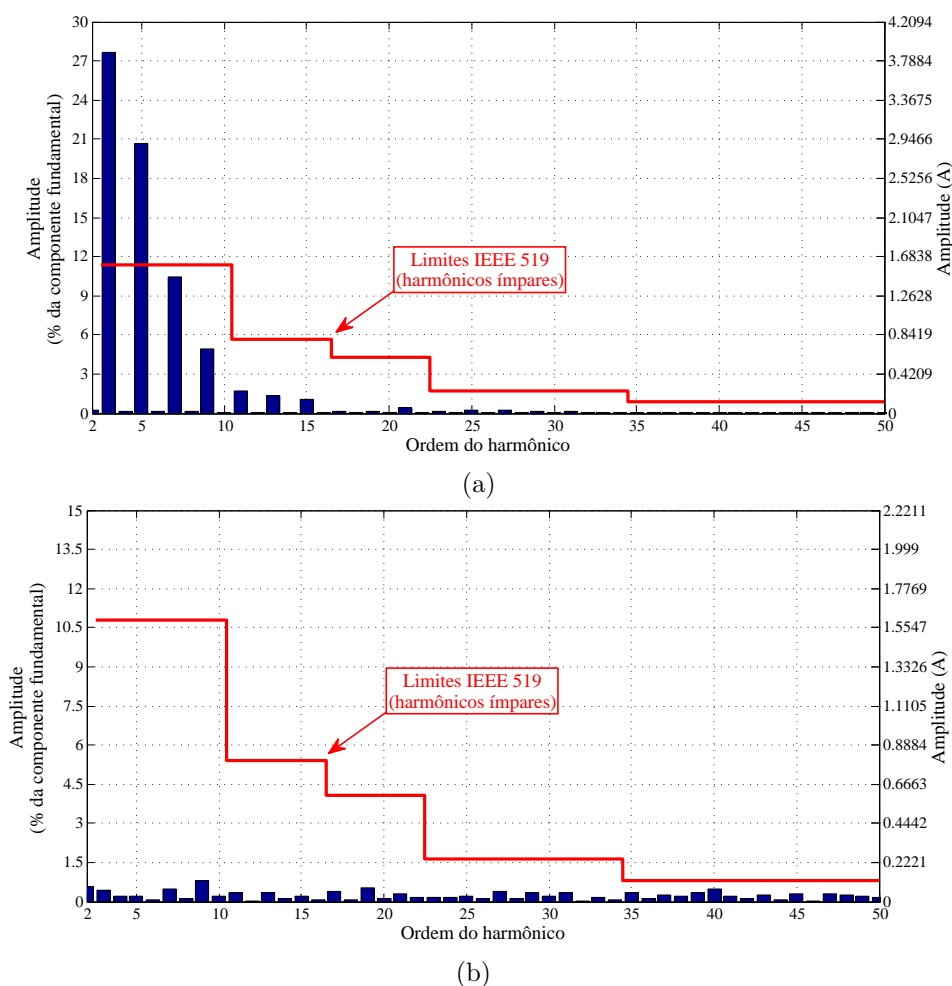 30
27
24
21
18
15
12
9
6
3
0
Amplitude
(% da componente fundamental)
4.2094
3.7884
3.3675
2.9466
2.5256
2.1047
1.6838
1.2628
0.8419
0.4209
0
Amplitude (A)
Limites IEEE 519
(harmônicos ímpares)
2 5 10 15 20 25 30 35 40 45 50
Ordem do harmônico
(a)
15
13.5
12
10.5
9
7.5
6
4.5
3
1.5
0
Amplitude
(% da componente fundamental)
2.2211
1.999
1.7769
1.5547
1.3326
1.1105
0.8884
0.6663
0.4442
0.2221
0
Amplitude (A)
Limites IEEE 519
(harmônicos ímpares)
2 5 10 15 20 25 30 35 40 45 50
Ordem do harmônico
(b)